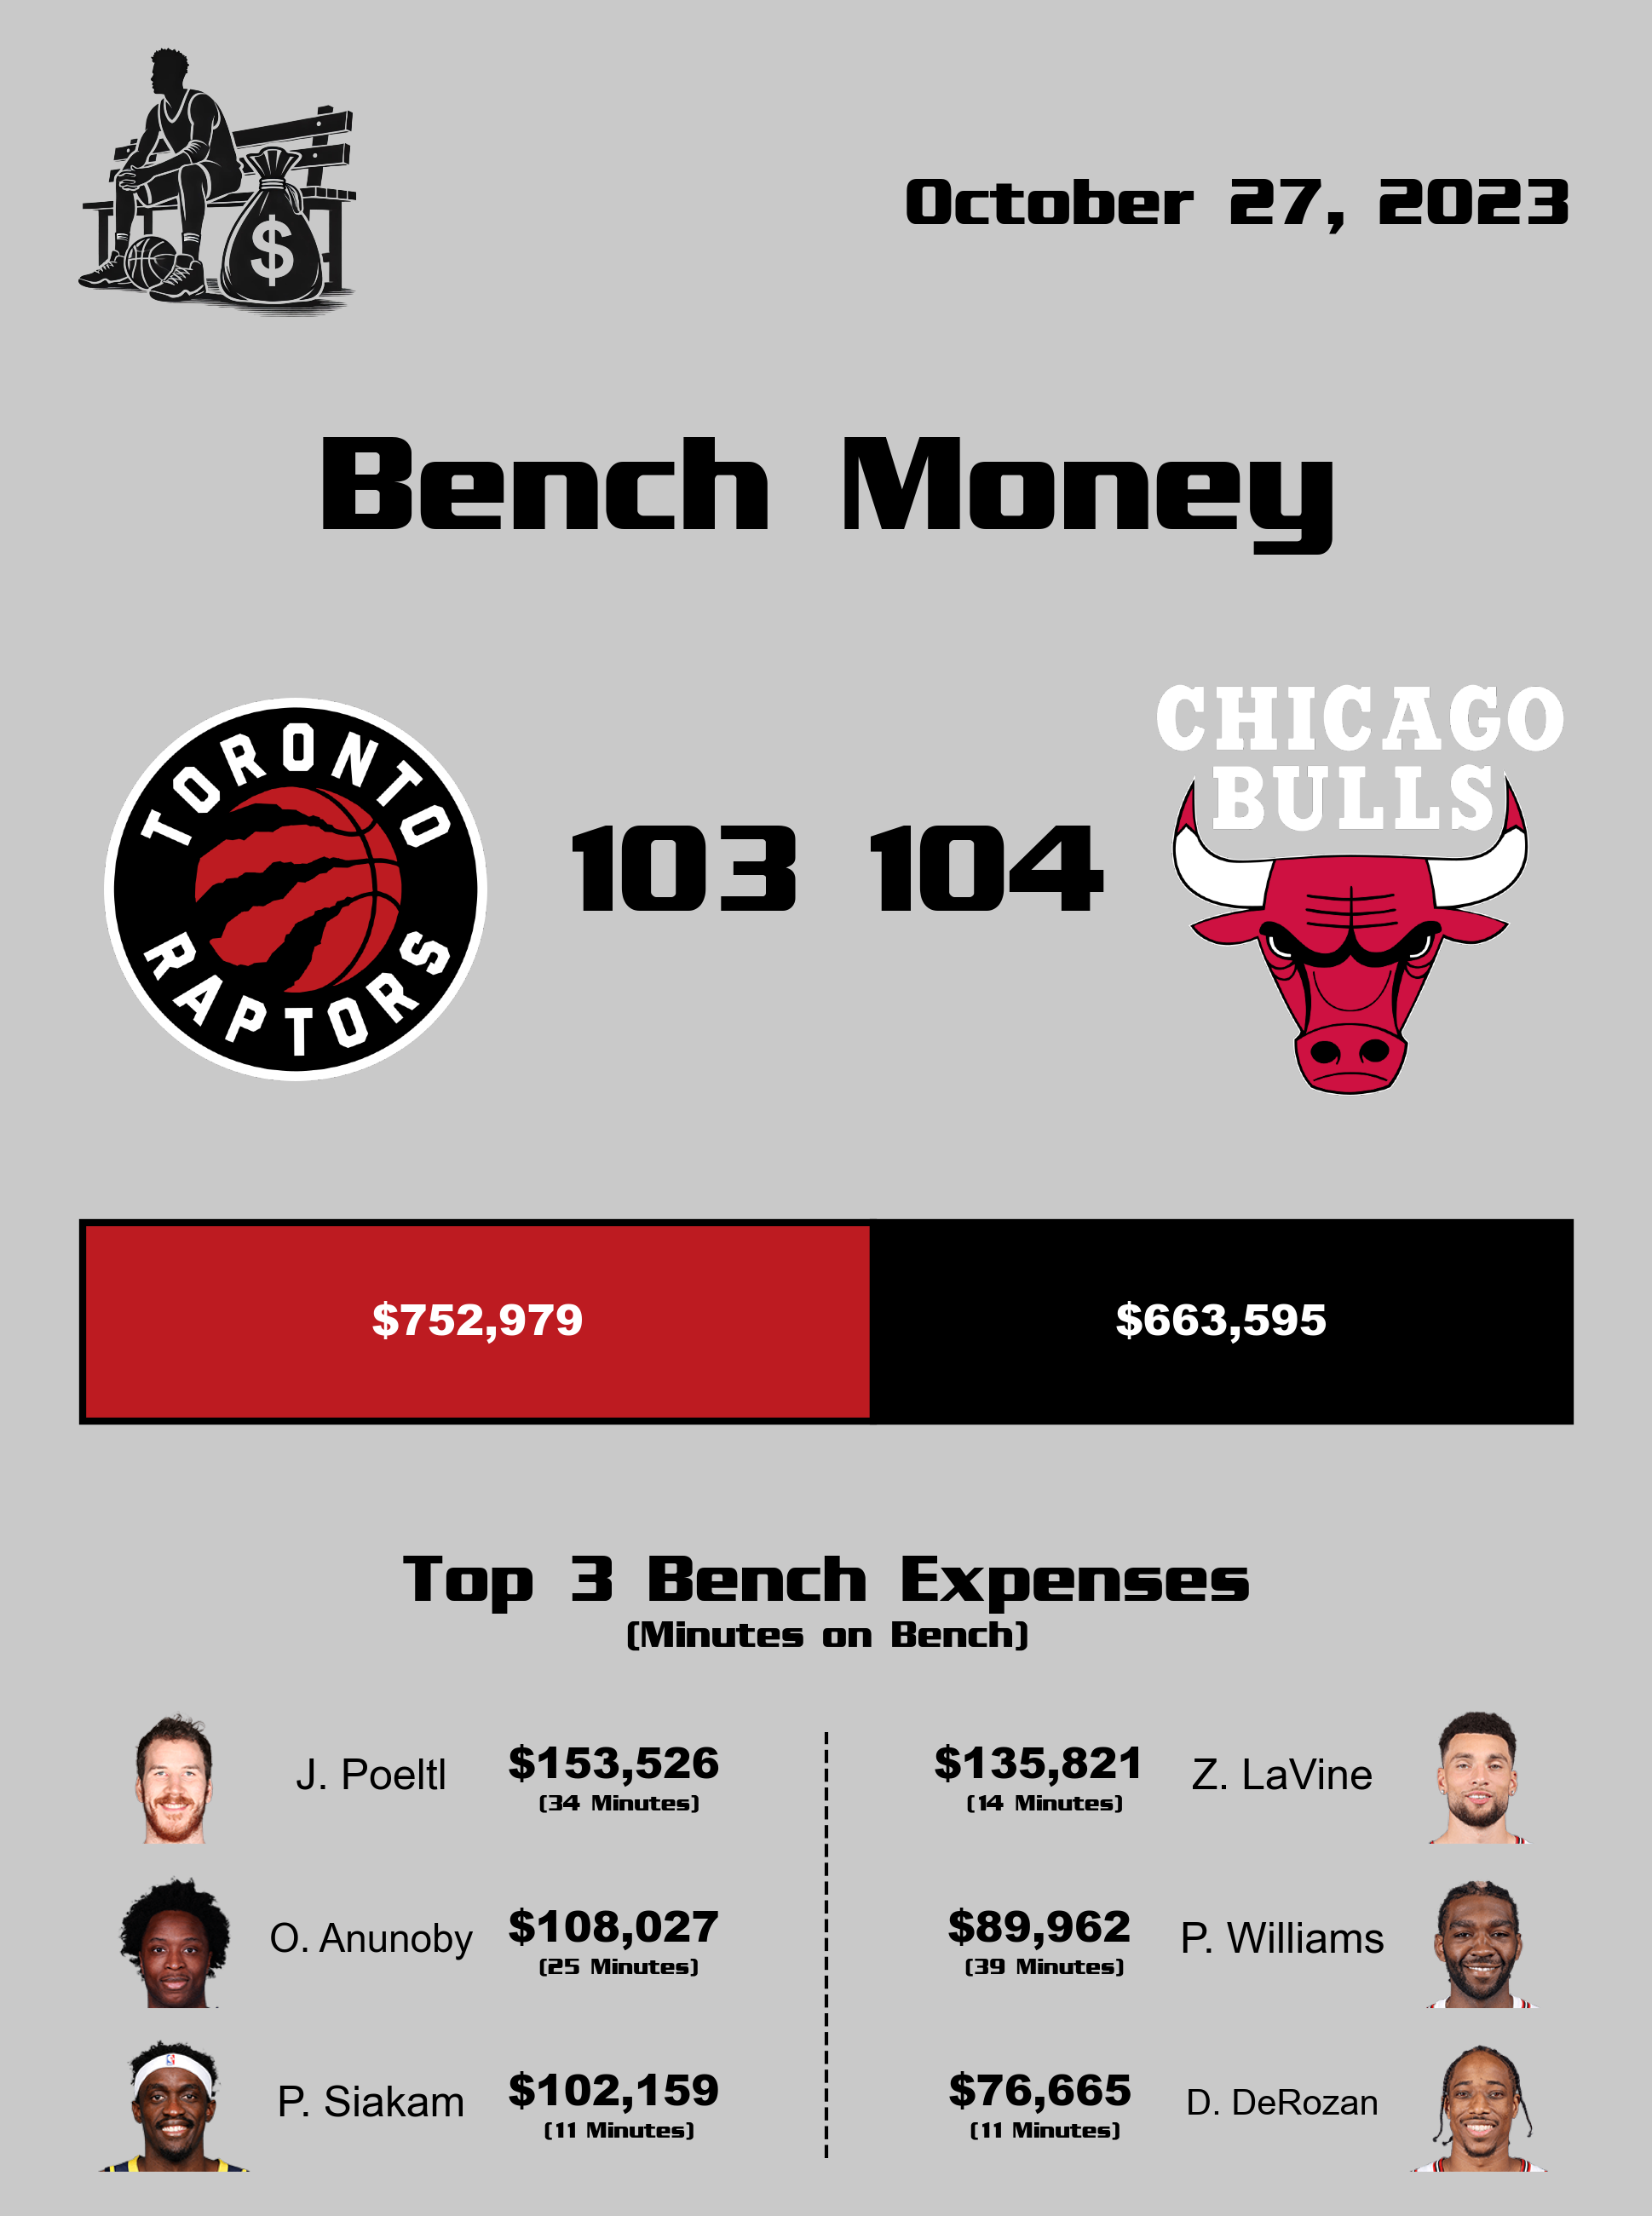 $
October 27, 2023
Bench Money
TORONTO
RAPTORS
103 104
CHICAGO
BULLS
$752,979 $663,595
Top 3 Bench Expenses
(Minutes on Bench)
J. Poeltl $153,526 $135,821 Z. LaVine
(34 Minutes) (14 Minutes)
O. Anunoby $108,027 $89,962 P. Williams
(25 Minutes) (39 Minutes)
P. Siakam $102,159 $76,665 D. DeRozan
(11 Minutes) (11 Minutes)